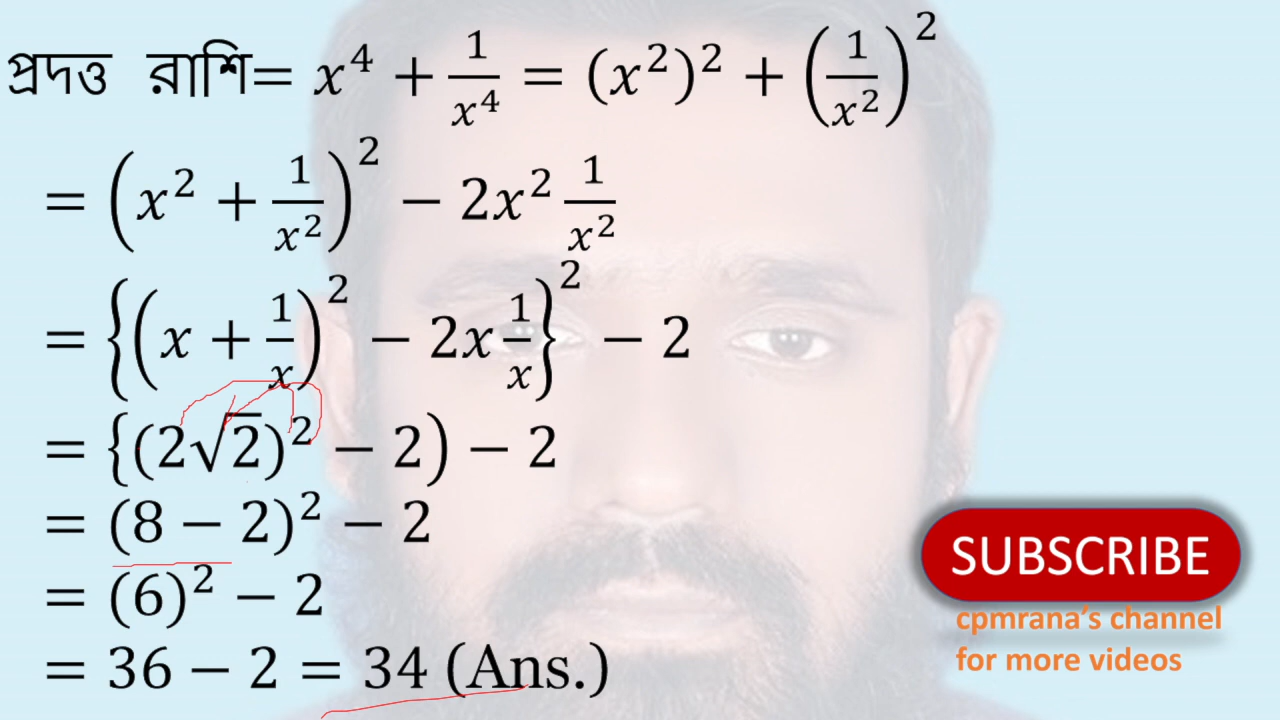 প্রদত্ত রাশি= x⁴ + 1/x⁴ = (x²)² + (1/x²)²
= (x² + 1/x²)² − 2x² 1/x²
= {(x + 1/x)² − 2x 1/x}² − 2
= {(2√2)² − 2) − 2
= (8 − 2)² − 2
= (6)² − 2
= 36 − 2 = 34 (Ans.)
SUBSCRIBE
cpmrana’s channel
for more videos